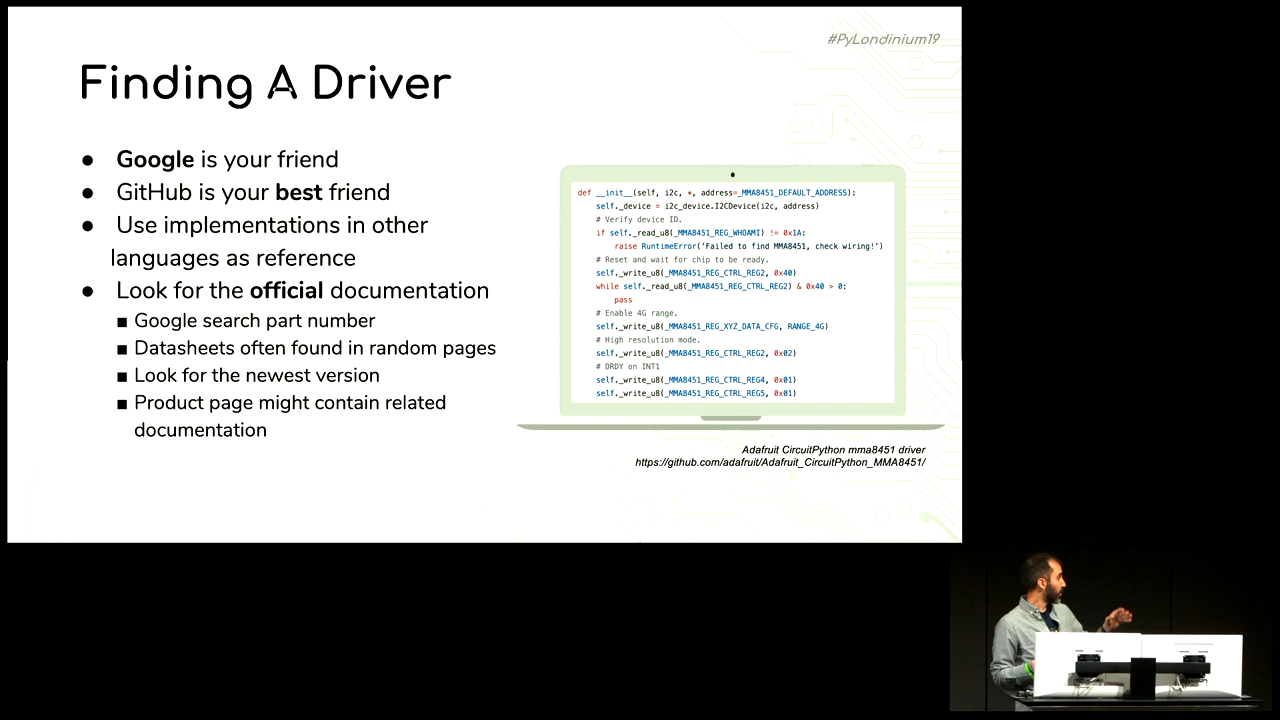 #PyLondinium19
Finding A Driver
● Google is your friend
● GitHub is your best friend
● Use implementations in other
languages as reference
● Look for the official documentation
■ Google search part number
■ Datasheets often found in random pages
■ Look for the newest version
■ Product page might contain related
documentation
def __init__(self, i2c, *, address=_MMA8451_DEFAULT_ADDRESS):
self._device = i2c_device.I2CDevice(i2c, address)
# Verify device ID.
if self._read_u8(_MMA8451_REG_WHOAMI) != 0x1A:
raise RuntimeError('Failed to find MMA8451, check wiring!')
# Reset and wait for chip to be ready.
self._write_u8(_MMA8451_REG_CTRL_REG2, 0x40)
while self._read_u8(_MMA8451_REG_CTRL_REG2) & 0x40 > 0:
pass
# Enable 4G range.
self._write_u8(_MMA8451_REG_XYZ_DATA_CFG, RANGE_4G)
# High resolution mode.
self._write_u8(_MMA8451_REG_CTRL_REG2, 0x02)
# DRDY on INT1
self._write_u8(_MMA8451_REG_CTRL_REG4, 0x01)
self._write_u8(_MMA8451_REG_CTRL_REG5, 0x01)
Adafruit CircuitPython mma8451 driver
https://github.com/adafruit/Adafruit_CircuitPython_MMA8451/